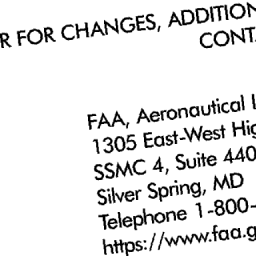 R FOR CHANGES, ADDITION
CONT
FAA, Aeronautical
1305 East-West Hig
SSMC 4, Suite 440
Silver Spring, MD
Telephone 1-800-
https://www.faa.g